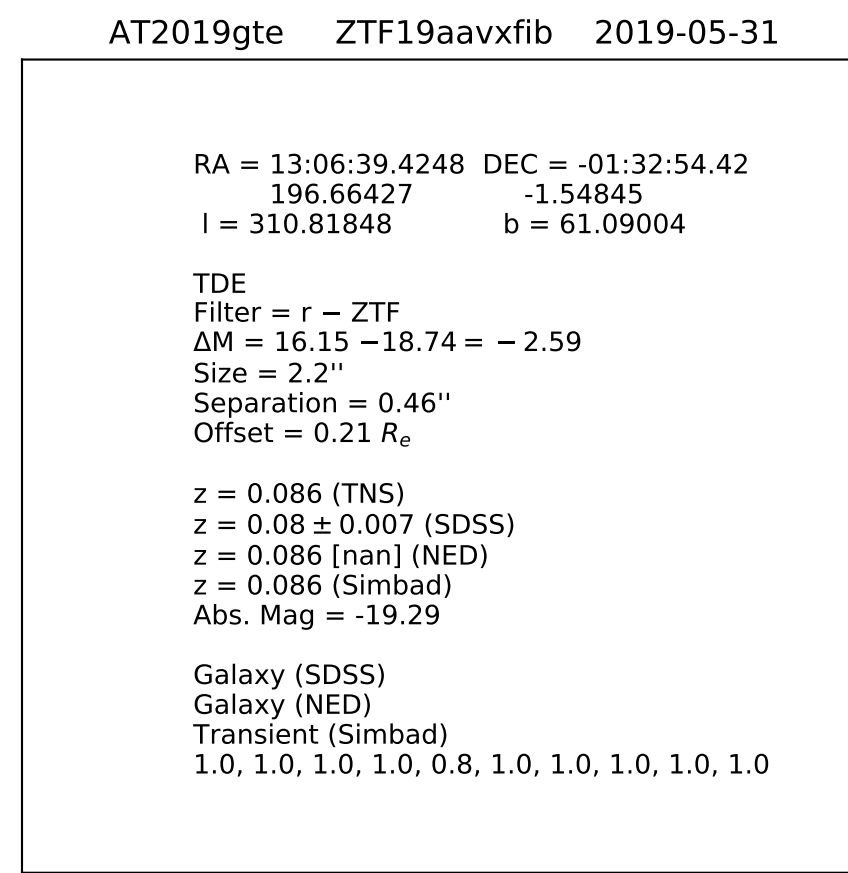 AT2019gte ZTF19aavxfib 2019-05-31
RA = 13:06:39.4248 DEC = -01:32:54.42
196.66427 -1.54845
l = 310.81848 b = 61.09004
TDE
Filter = r − ZTF
ΔM = 16.15 −18.74 = − 2.59
Size = 2.2''
Separation = 0.46''
Offset = 0.21 Rₑ
z = 0.086 (TNS)
z = 0.08 ± 0.007 (SDSS)
z = 0.086 [nan] (NED)
z = 0.086 (Simbad)
Abs. Mag = -19.29
Galaxy (SDSS)
Galaxy (NED)
Transient (Simbad)
1.0, 1.0, 1.0, 1.0, 0.8, 1.0, 1.0, 1.0, 1.0, 1.0